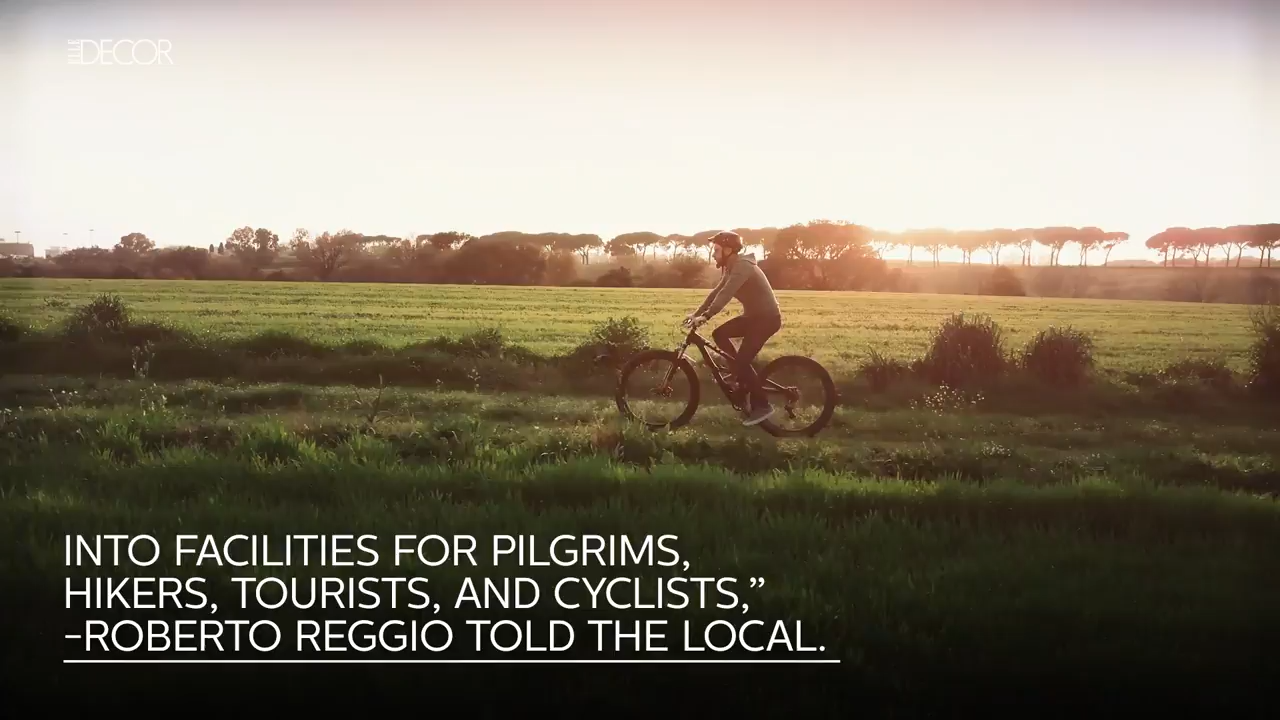 ELLE DECOR
INTO FACILITIES FOR PILGRIMS,
HIKERS, TOURISTS, AND CYCLISTS,”
–ROBERTO REGGIO TOLD THE LOCAL.